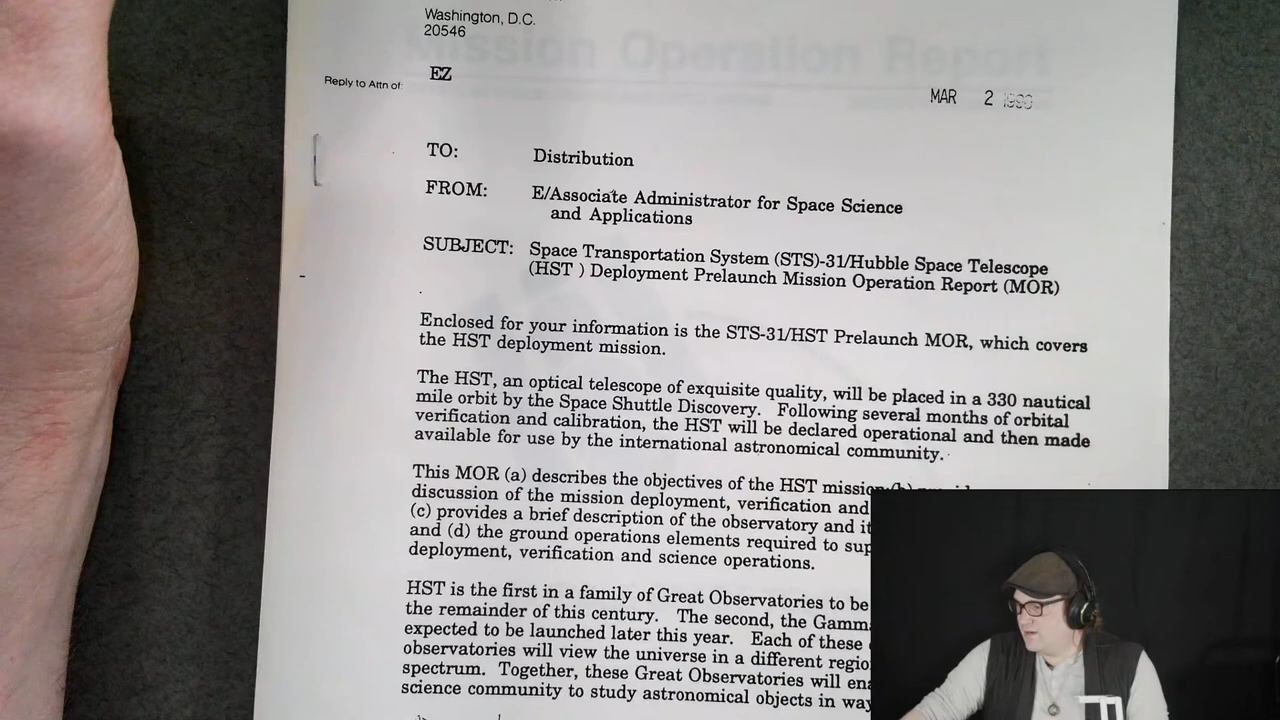 Washington, D.C.
20546
Mission Operation Report
Reply to Attn of:
EZ
MAR 2 1990
TO: Distribution
FROM: E/Associate Administrator for Space Science
and Applications
SUBJECT: Space Transportation System (STS)-31/Hubble Space Telescope
(HST ) Deployment Prelaunch Mission Operation Report (MOR)
Enclosed for your information is the STS-31/HST Prelaunch MOR, which covers
the HST deployment mission.
The HST, an optical telescope of exquisite quality, will be placed in a 330 nautical
mile orbit by the Space Shuttle Discovery. Following several months of orbital
verification and calibration, the HST will be declared operational and then made
available for use by the international astronomical community.
This MOR (a) describes the objectives of the HST mission
discussion of the mission deployment, verification and
(c) provides a brief description of the observatory and
and (d) the ground operations elements required to
deployment, verification and science operations.
HST is the first in a family of Great Observatories to be
the remainder of this century. The second, the
expected to be launched later this year. Each of these
observatories will view the universe in a different
spectrum. Together, these Great Observatories will
science community to study astronomical objects in